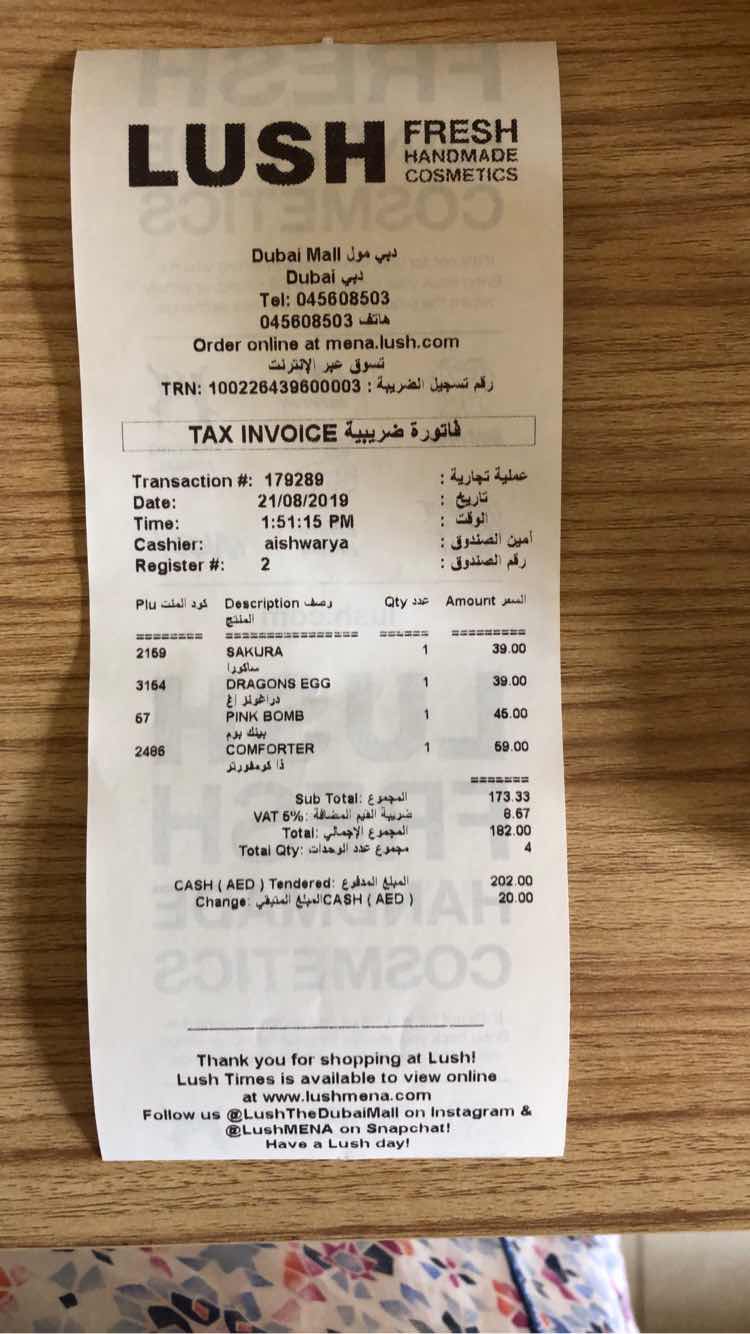 LUSH FRESH
HANDMADE
COSMETICS
Dubai Mall دبي مول
Dubai دبي
Tel: 045608503
045608503 هاتف
Order online at mena.lush.com
تسوق عبر الإنترنت
TRN: 100226439600003 : رقم تسجيل الضريبة
TAX INVOICE فاتورة ضريبية
Transaction #: 179289 عملية تجارية :
Date: 21/08/2019 تاريخ :
Time: 1:51:15 PM الوقت :
Cashier: aishwarya أمين الصندوق :
Register #: 2 رقم الصندوق :
Plu كود الملت Description وصف Qty عدد Amount السعر
المنتج
======== ================ ====== =========
2159 SAKURA 1 39.00
ساكورا
3154 DRAGONS EGG 1 39.00
دراغونز إغ
67 PINK BOMB 1 45.00
بينك بوم
2486 COMFORTER 1 59.00
ذا كومفورتر
=======
Sub Total: المجموع: 173.33
VAT 5%: ضريبة القيم المضافة: 8.67
Total: المجموع الإجمالي: 182.00
Total Qty: مجموع عدد الوحدات: 4
CASH ( AED ) Tendered: المبلغ المدفوع: 202.00
Change: المبلغ المتبقي CASH ( AED ) 20.00
Thank you for shopping at Lush!
Lush Times is available to view online
at www.lushmena.com
Follow us @LushTheDubaiMall on Instagram &
@LushMENA on Snapchat!
Have a Lush day!